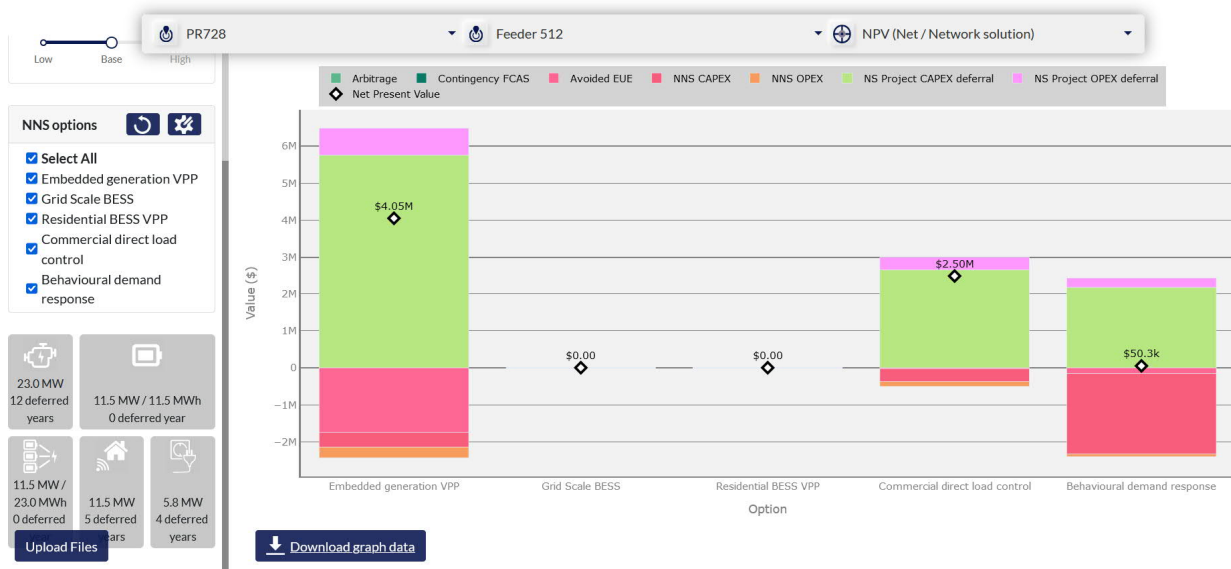 PR728
Feeder 512
NPV (Net / Network solution)
Low Base High
NNS options
Select All
Embedded generation VPP
Grid Scale BESS
Residential BESS VPP
Commercial direct load
control
Behavioural demand
response
23.0 MW
12 deferred
years
11.5 MW / 11.5 MWh
0 deferred year
11.5 MW /
23.0 MWh
0 deferred
year
11.5 MW
5 deferred
years
5.8 MW
4 deferred
years
Upload Files
Arbitrage Contingency FCAS Avoided EUE NNS CAPEX NNS OPEX NS Project CAPEX deferral NS Project OPEX deferral
Net Present Value
Value ($)
6M
5M
4M
3M
2M
1M
0
−1M
−2M
$4.05M
$0.00
$0.00
$2.50M
$50.3k
Embedded generation VPP Grid Scale BESS Residential BESS VPP Commercial direct load control Behavioural demand response
Option
Download graph data